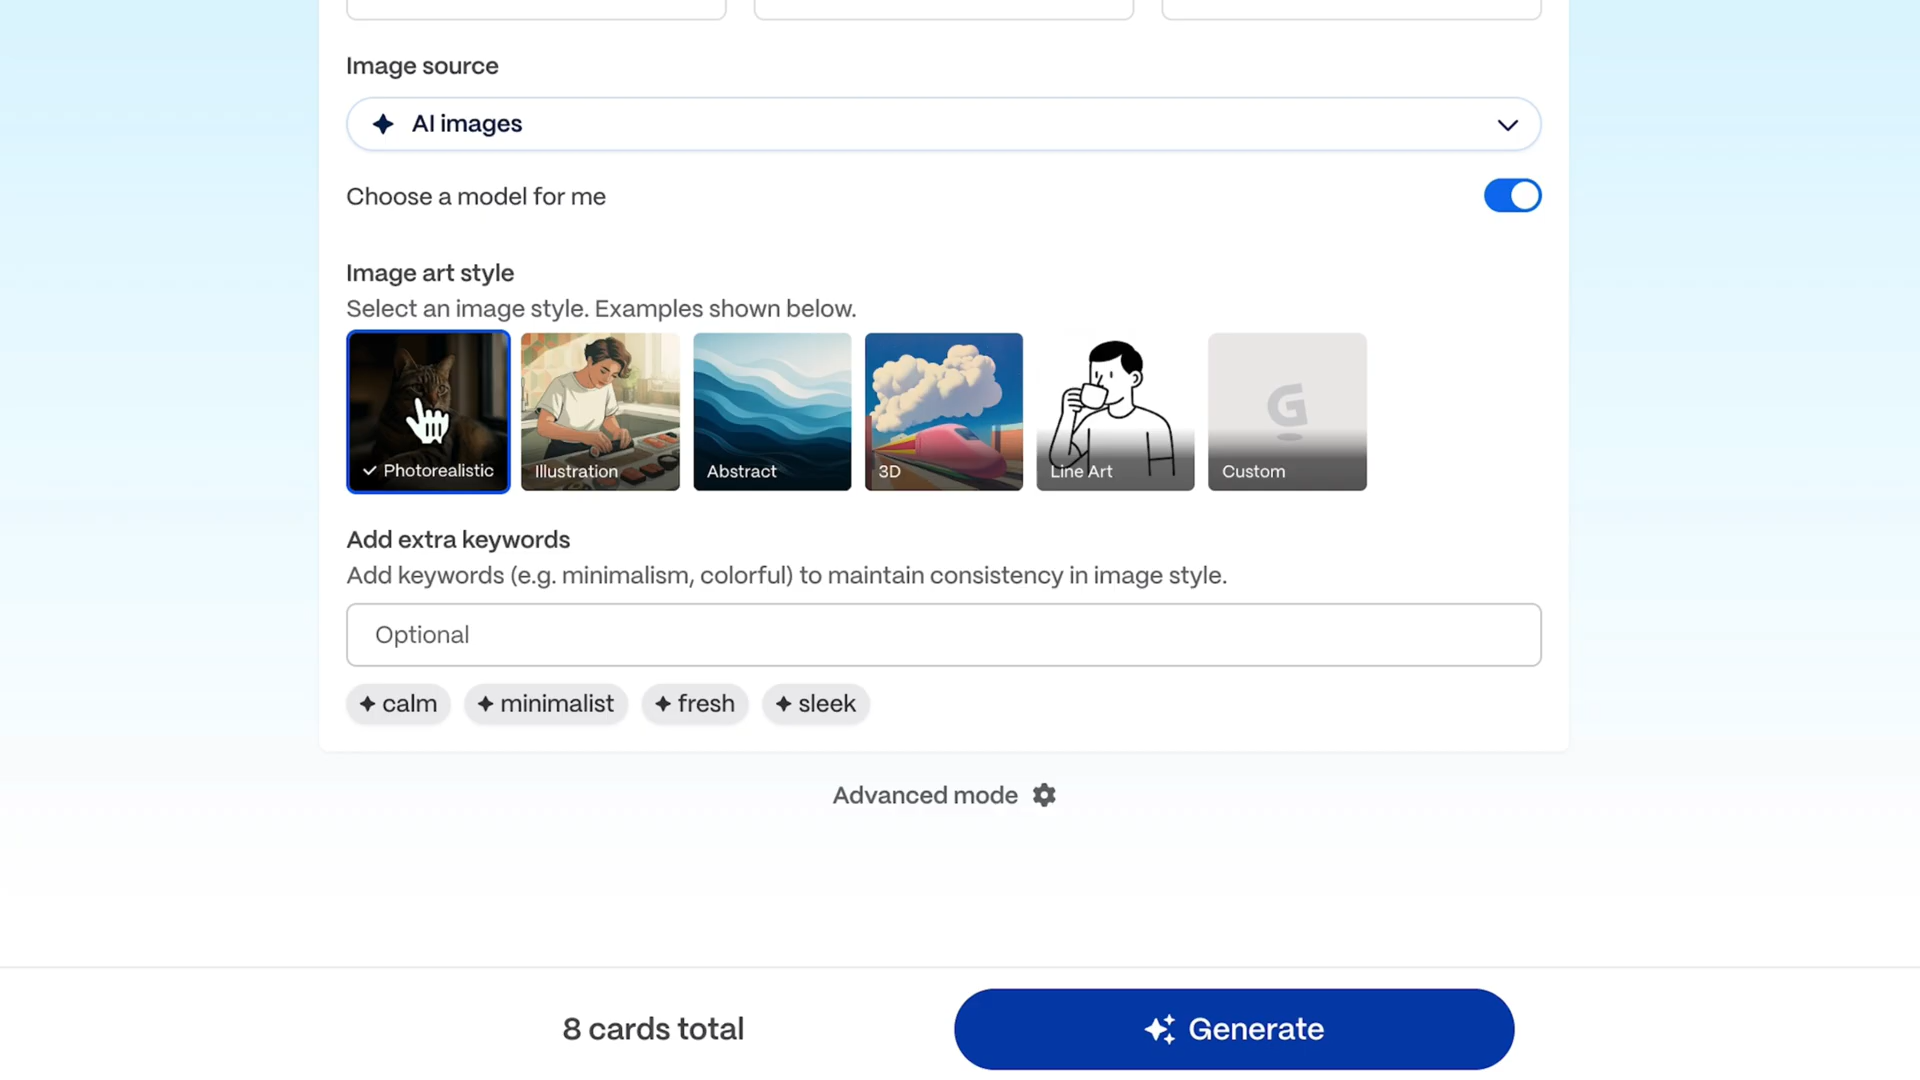 Image source
AI images
Choose a model for me
Image art style
Select an image style. Examples shown below.
Photorealistic
Illustration
Abstract
3D
Line Art
Custom
Add extra keywords
Add keywords (e.g. minimalism, colorful) to maintain consistency in image style.
Optional
calm
minimalist
fresh
sleek
Advanced mode
8 cards total
Generate